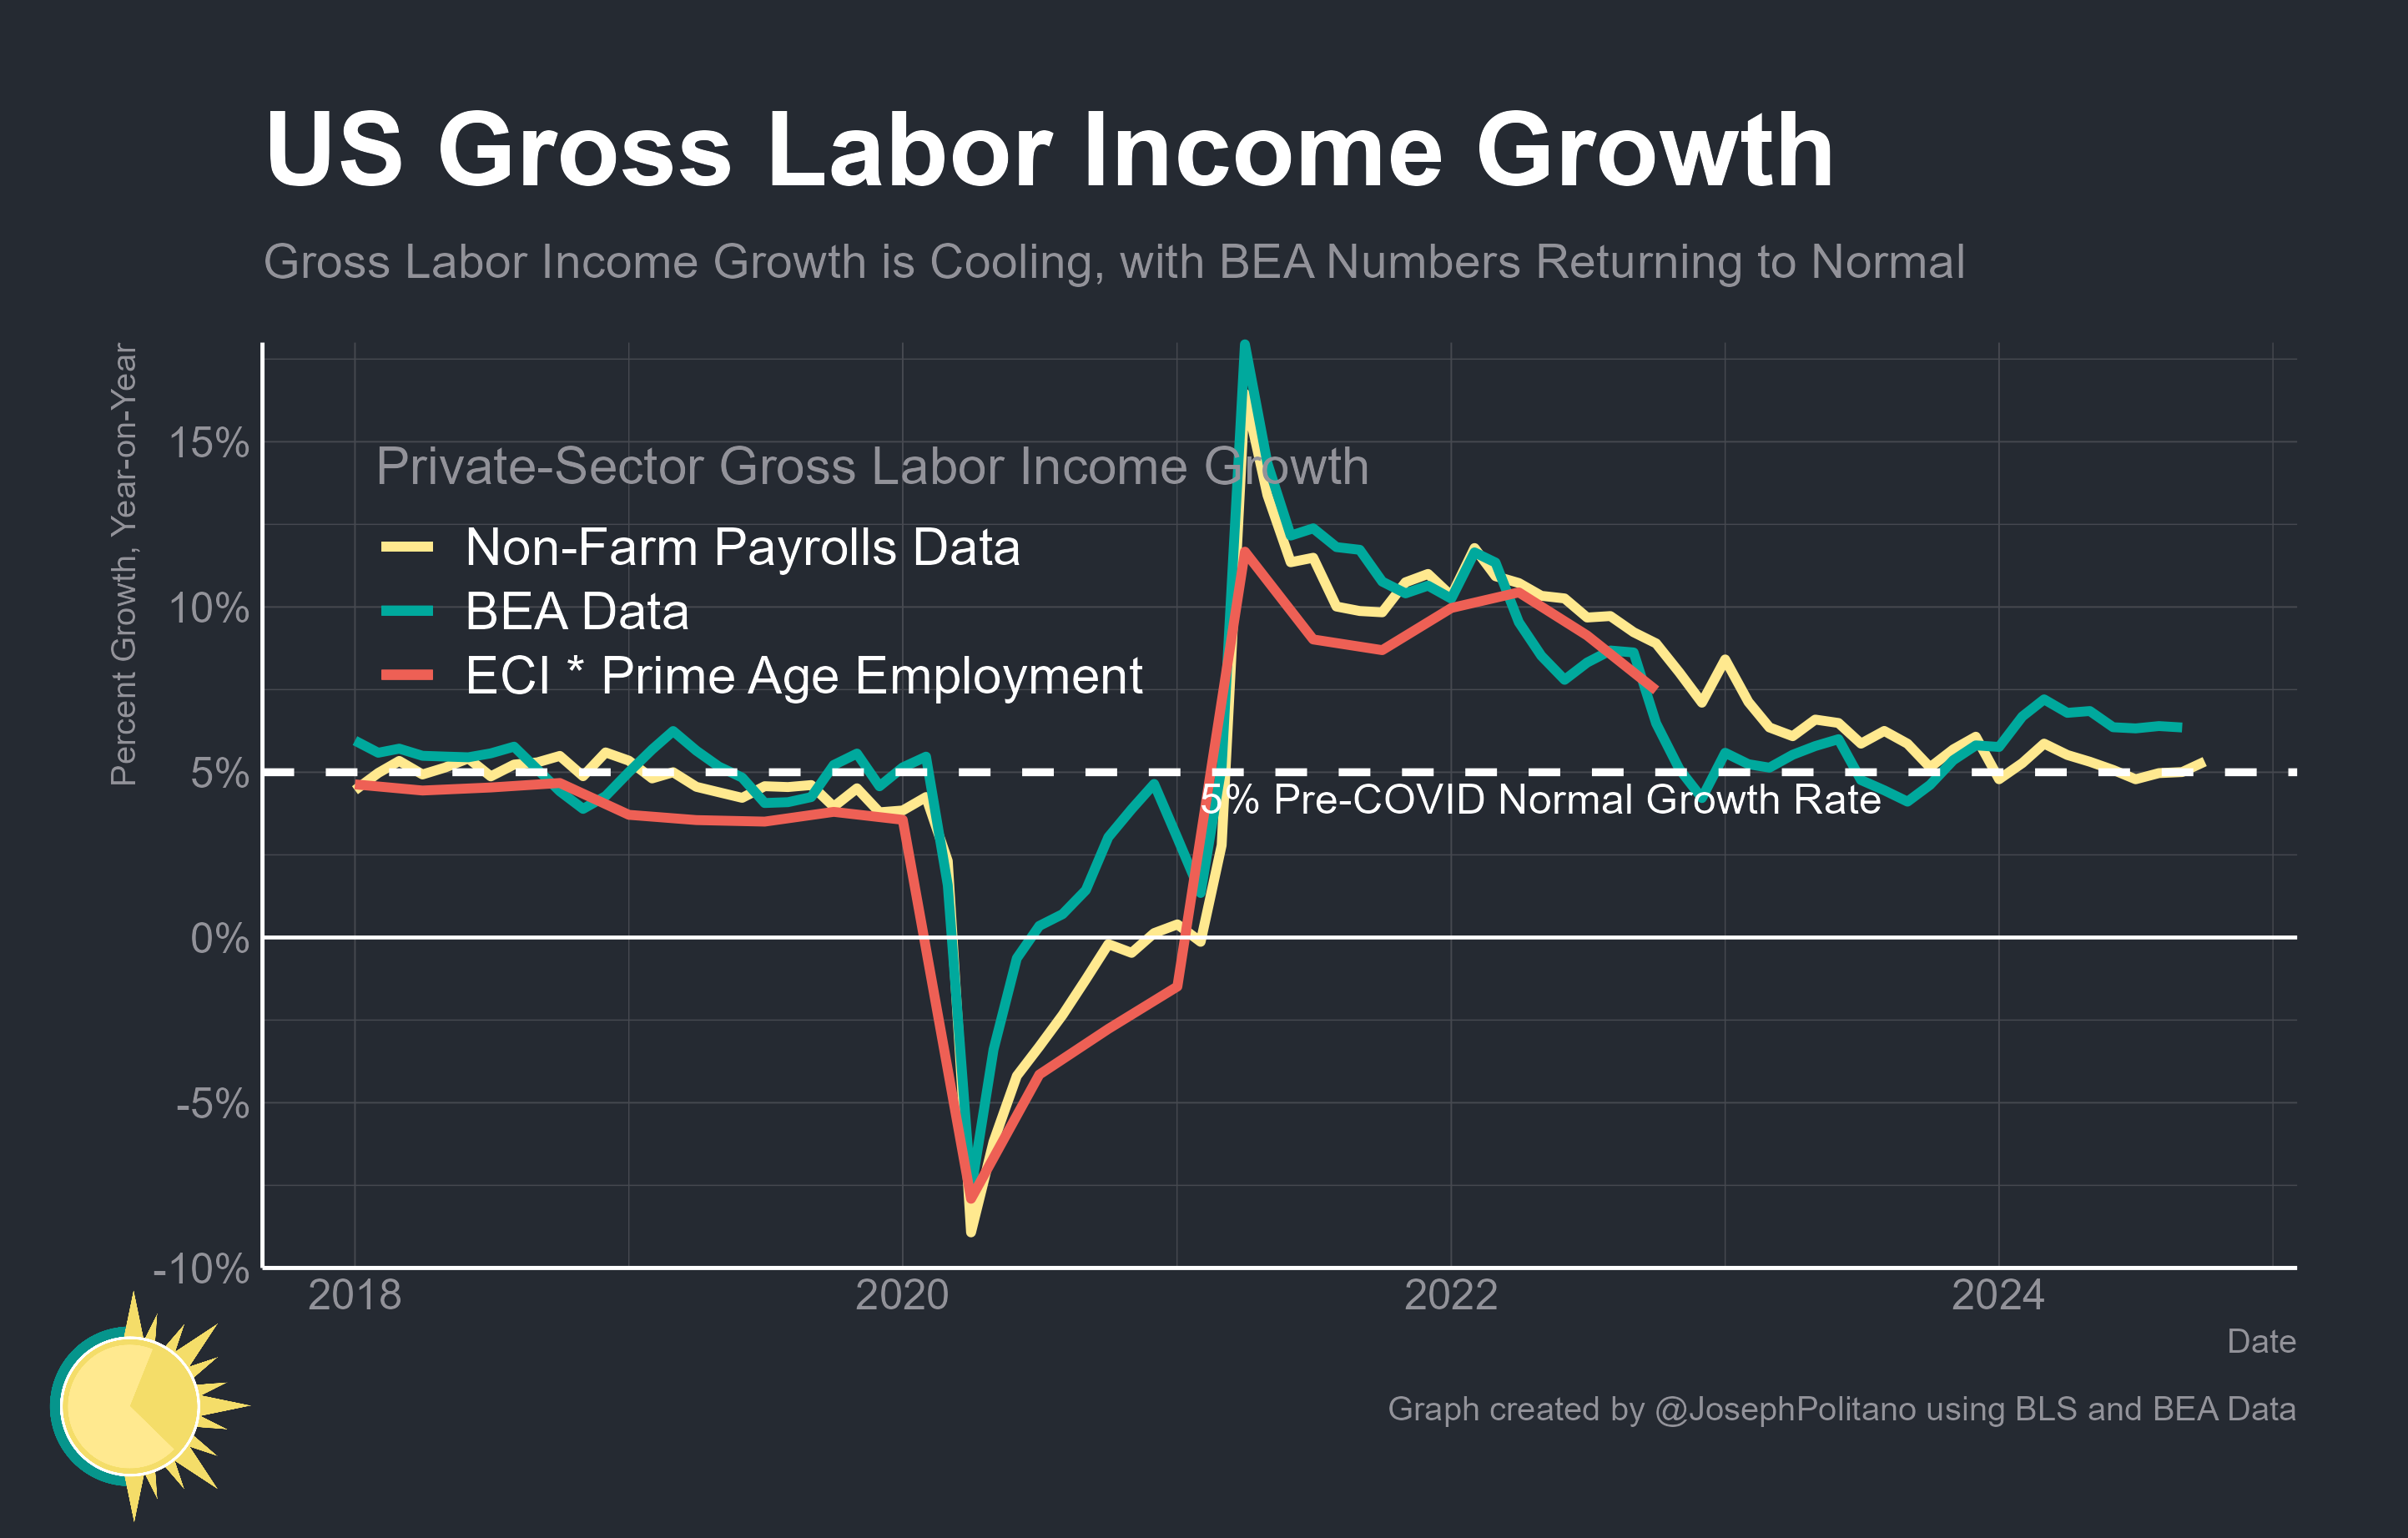 US Gross Labor Income Growth
Gross Labor Income Growth is Cooling, with BEA Numbers Returning to Normal
Percent Growth, Year-on-Year
15%
10%
5%
0%
-5%
-10%
Private-Sector Gross Labor Income Growth
Non-Farm Payrolls Data
BEA Data
ECI * Prime Age Employment
5% Pre-COVID Normal Growth Rate
2018
2020
2022
2024
Date
Graph created by @JosephPolitano using BLS and BEA Data